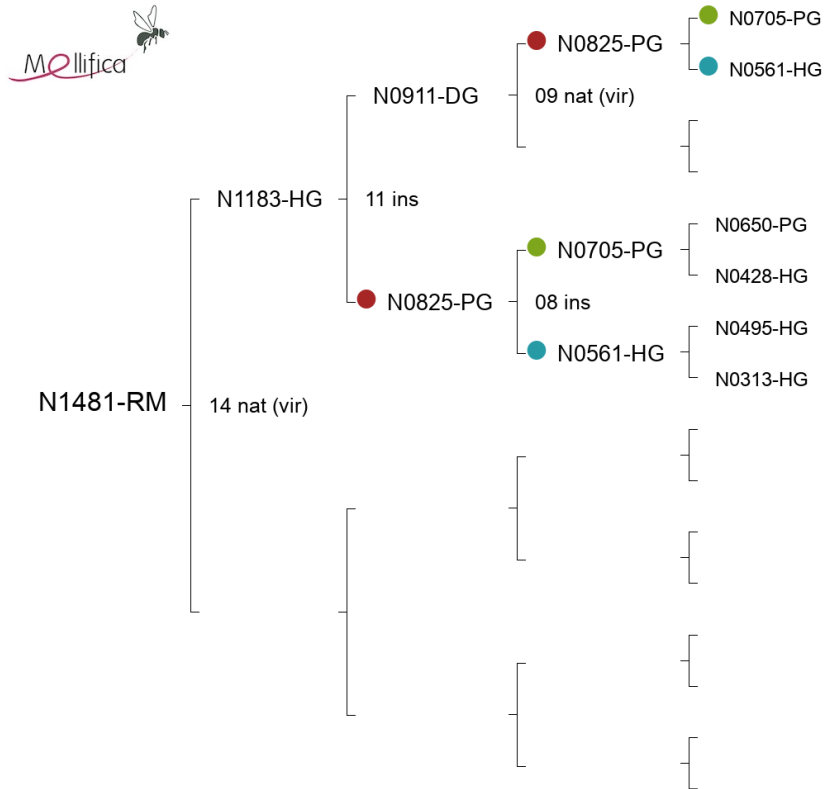 Mellifica
N0705-PG
N0825-PG
N0561-HG
N0911-DG
09 nat (vir)
N1183-HG
11 ins
N0650-PG
N0705-PG
N0428-HG
N0825-PG
08 ins
N0495-HG
N0561-HG
N0313-HG
N1481-RM
14 nat (vir)